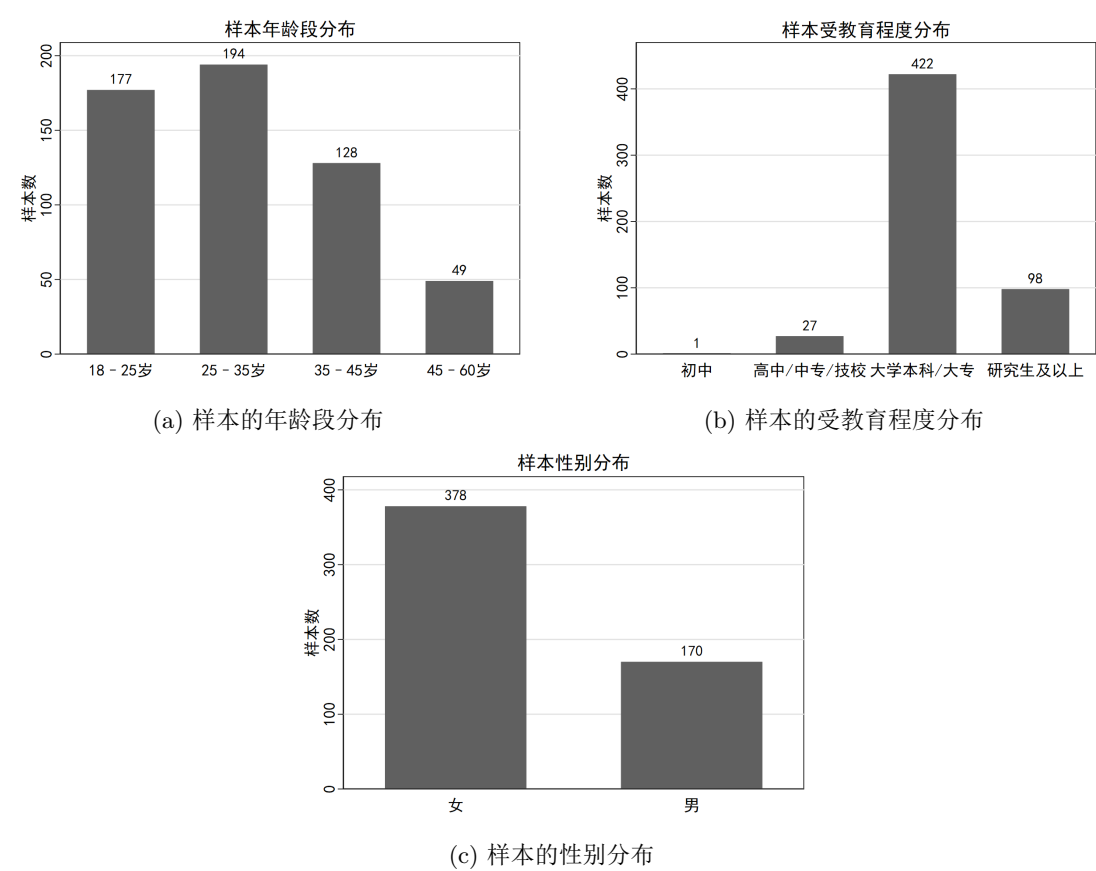 样本年龄段分布
样本数
200
150
100
50
0
177
194
128
49
18 - 25岁
25 - 35岁
35 - 45岁
45 - 60岁
(a) 样本的年龄段分布
样本受教育程度分布
样本数
400
300
200
100
0
1
27
422
98
初中
高中/中专/技校
大学本科/大专
研究生及以上
(b) 样本的受教育程度分布
样本性别分布
样本数
400
300
200
100
0
378
170
女
男
(c) 样本的性别分布